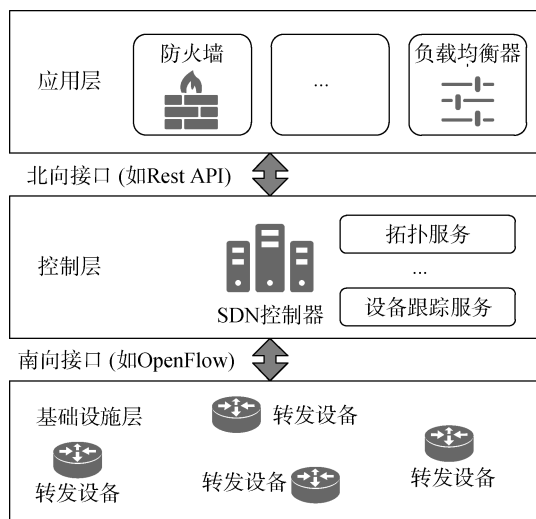 防火墙
负载均衡器
应用层
...
北向接口 (如Rest API)
拓扑服务
控制层
...
SDN控制器
设备跟踪服务
南向接口 (如OpenFlow)
基础设施层
转发设备
转发设备
转发设备
转发设备